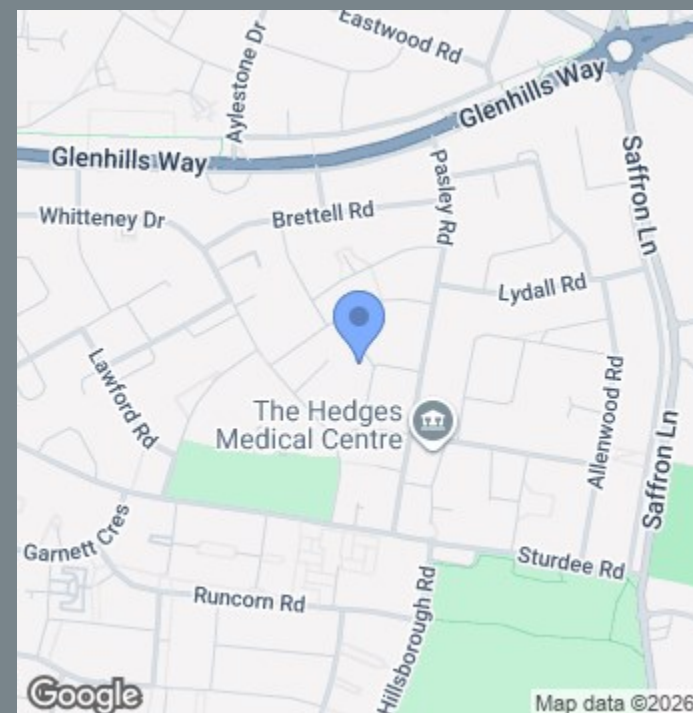 Eastwood Rd
Aylestone Dr
Glenhills Way
Glenhills Way
Saffron Ln
Pasley Rd
Whitteney Dr
Brettell Rd
Lydall Rd
Lawford Rd
The Hedges
Medical Centre
Allenwood Rd
Saffron Ln
Garnett Cres
Sturdee Rd
Runcorn Rd
Hillsborough Rd
Google
Map data ©2026